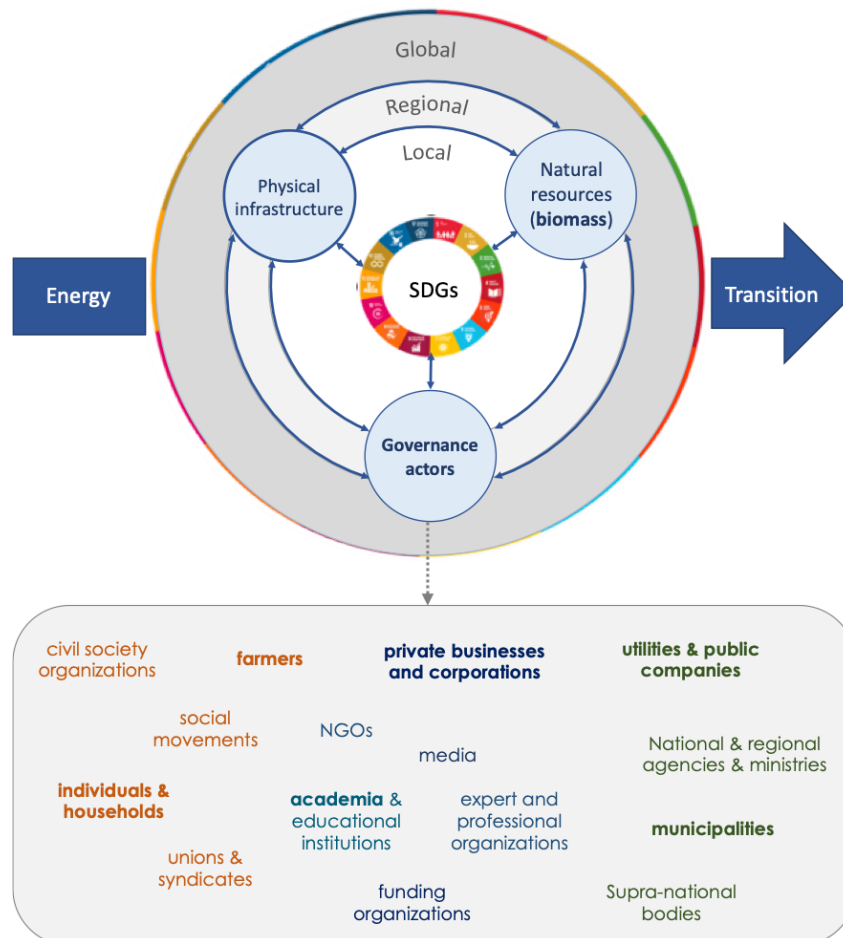 Global
Regional
Local
Physical
infrastructure
Natural
resources
(biomass)
SDGs
Energy
Transition
Governance
actors
civil society
organizations
farmers
private businesses
and corporations
utilities & public
companies
social
movements
NGOs
media
National & regional
agencies & ministries
individuals &
households
academia &
educational
institutions
expert and
professional
organizations
municipalities
unions &
syndicates
funding
organizations
Supra-national
bodies